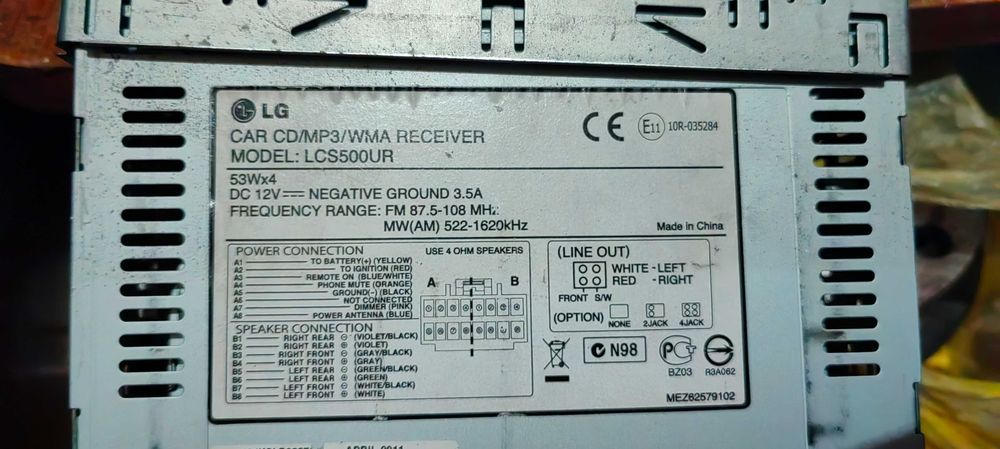 LG
CAR CD/MP3/WMA RECEIVER
MODEL: LCS500UR
CE E11 10R-035284
53Wx4
DC 12V NEGATIVE GROUND 3.5A
FREQUENCY RANGE: FM 87.5-108 MHz
MW(AM) 522-1620kHz
Made in China
POWER CONNECTION
A1 TO BATTERY(+) (YELLOW)
A2 TO IGNITION (RED)
A3 REMOTE ON (BLUE/WHITE)
A4 PHONE MUTE (ORANGE)
A5 GROUND(-) (BLACK)
A6 NOT CONNECTED
A7 DIMMER (PINK)
A8 POWER ANTENNA (BLUE)
SPEAKER CONNECTION
B1 RIGHT REAR ⊖ (VIOLET/BLACK)
B2 RIGHT REAR ⊕ (VIOLET)
B3 RIGHT FRONT ⊖ (GRAY/BLACK)
B4 RIGHT FRONT ⊕ (GRAY)
B5 LEFT REAR ⊖ (GREEN/BLACK)
B6 LEFT REAR ⊕ (GREEN)
B7 LEFT FRONT ⊖ (WHITE/BLACK)
B8 LEFT FRONT ⊕ (WHITE)
USE 4 OHM SPEAKERS
A B
(LINE OUT)
WHITE - LEFT
RED - RIGHT
FRONT S/W
(OPTION)
NONE 2JACK 4JACK
N98
BZ03
R3A062
MEZ62579102